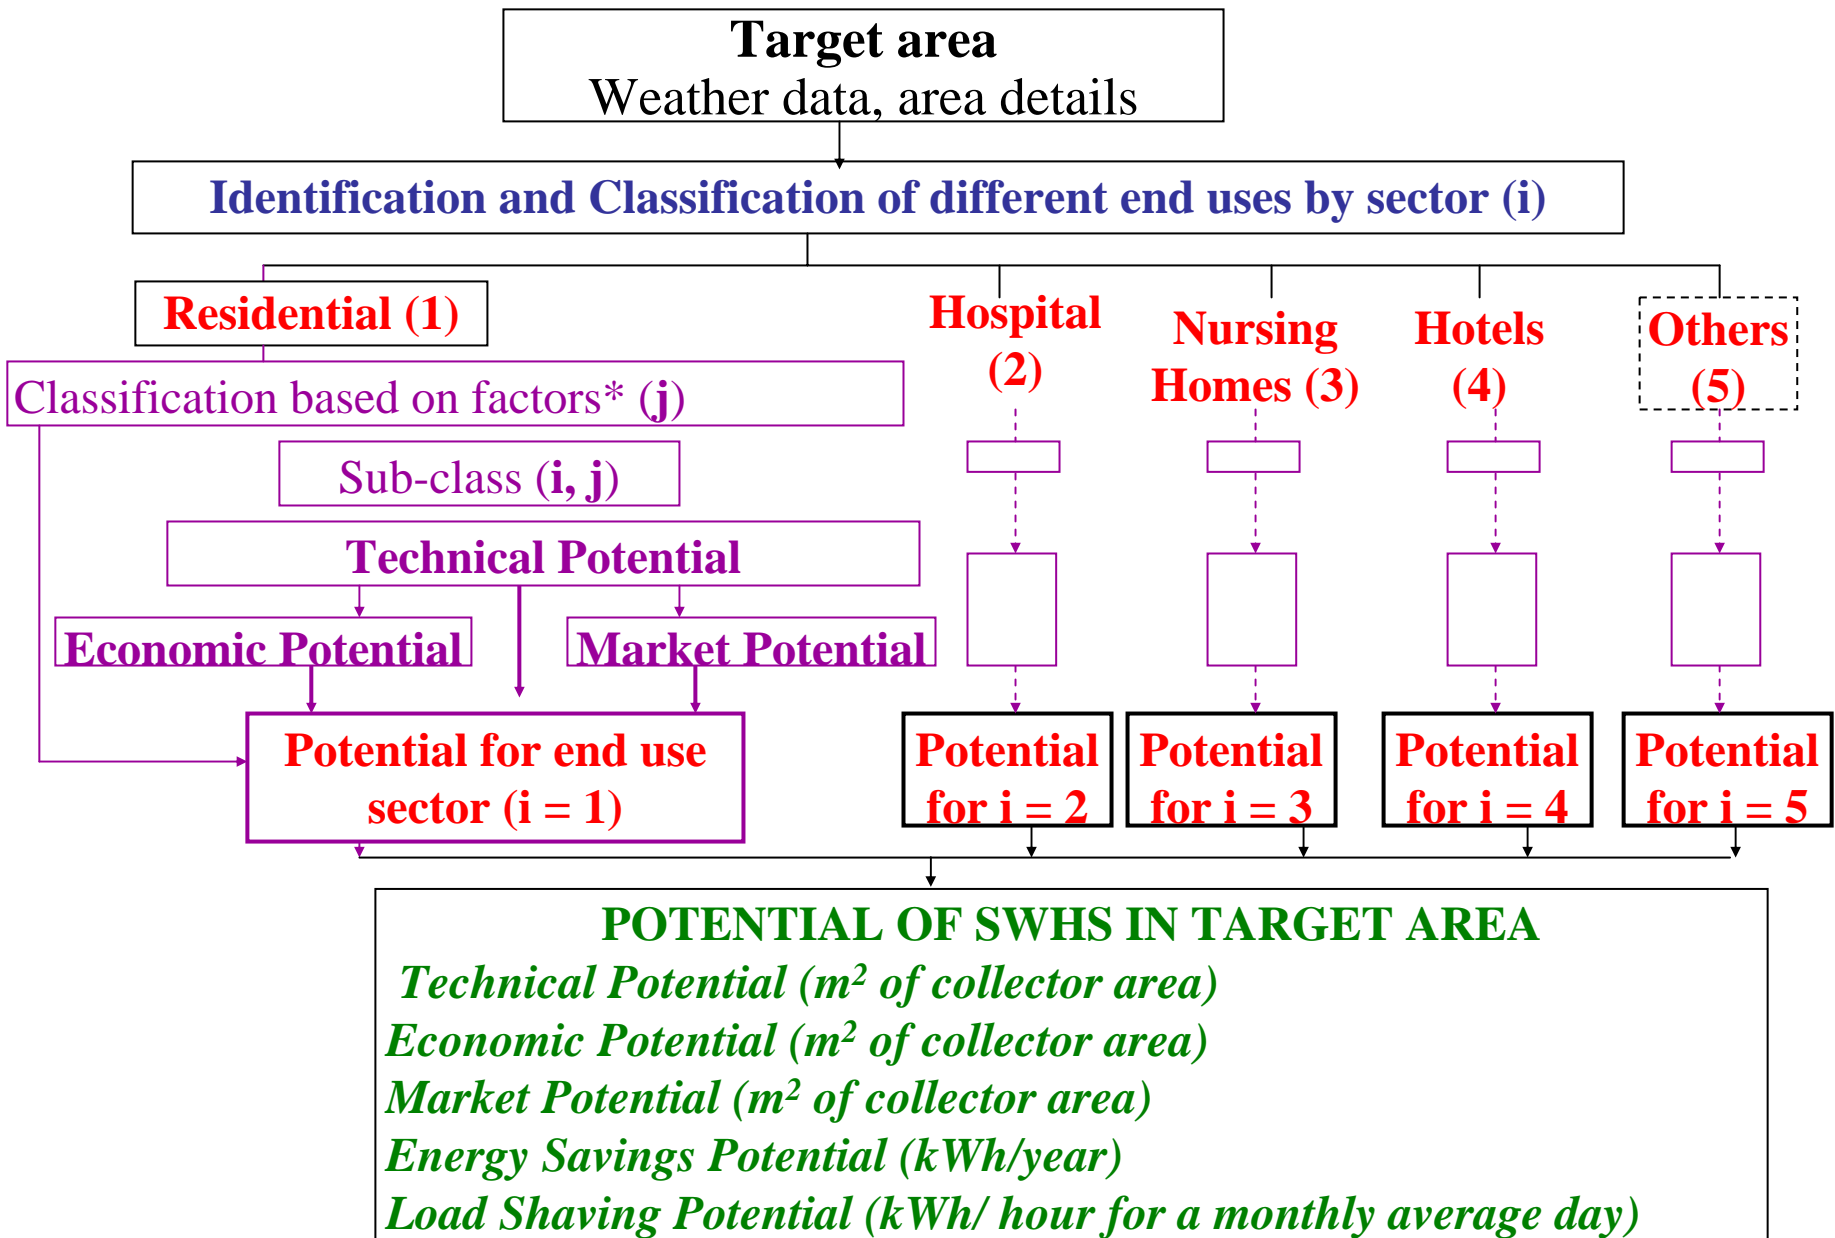 Target area
Weather data, area details
Identification and Classification of different end uses by sector (i)
Residential (1)
Hospital
(2)
Nursing
Homes (3)
Hotels
(4)
Others
(5)
Classification based on factors* (j)
Sub-class (i, j)
Technical Potential
Economic Potential
Market Potential
Potential for end use
sector (i = 1)
Potential
for i = 2
Potential
for i = 3
Potential
for i = 4
Potential
for i = 5
POTENTIAL OF SWHS IN TARGET AREA
Technical Potential (m² of collector area)
Economic Potential (m² of collector area)
Market Potential (m² of collector area)
Energy Savings Potential (kWh/year)
Load Shaving Potential (kWh/ hour for a monthly average day)